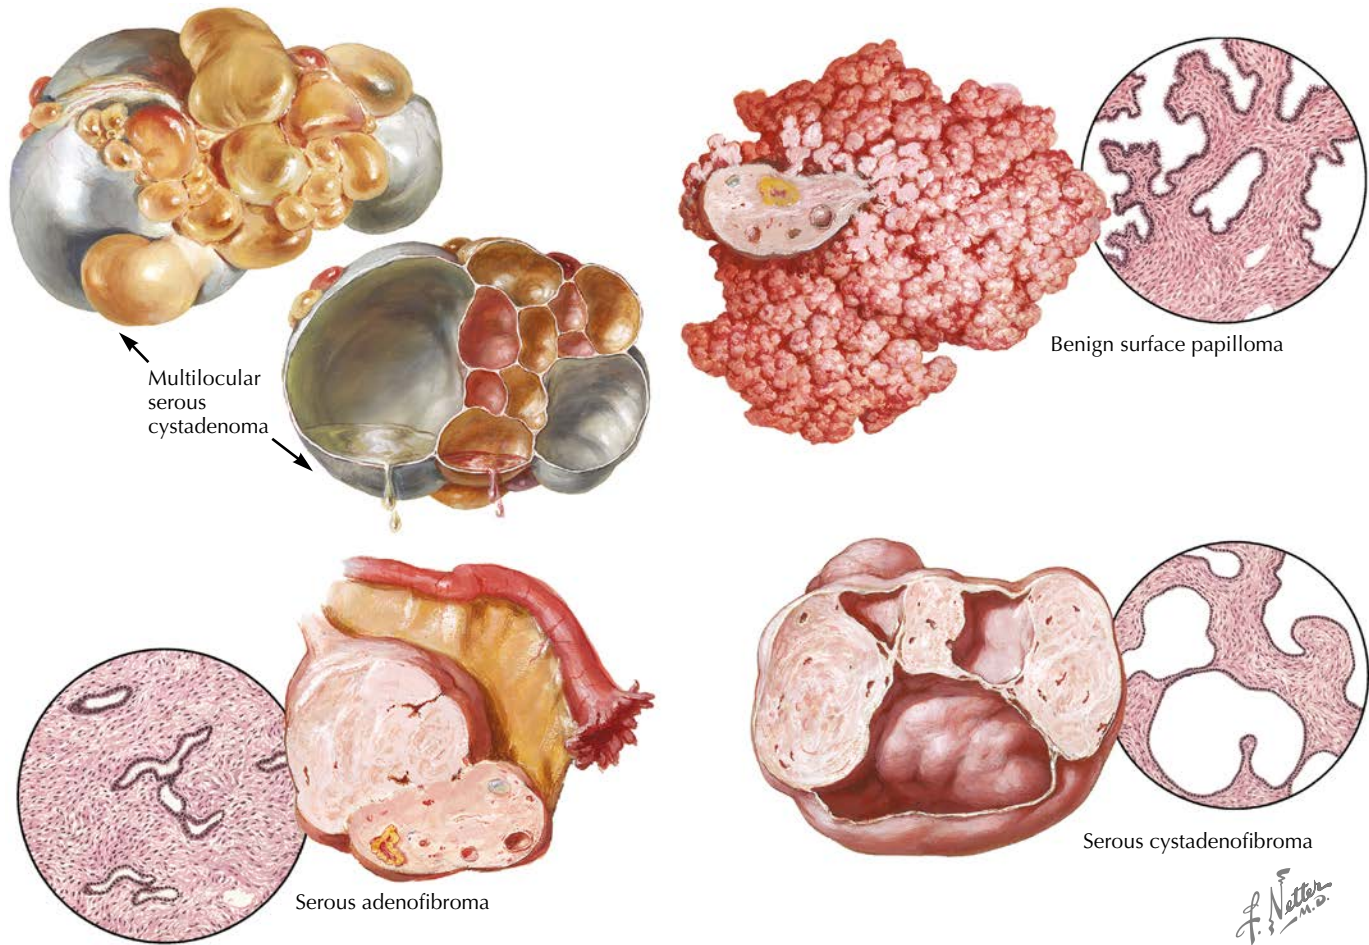 Multilocular
serous
cystadenoma
Benign surface papilloma
Serous adenofibroma
Serous cystadenofibroma
F. Netter
M.D.